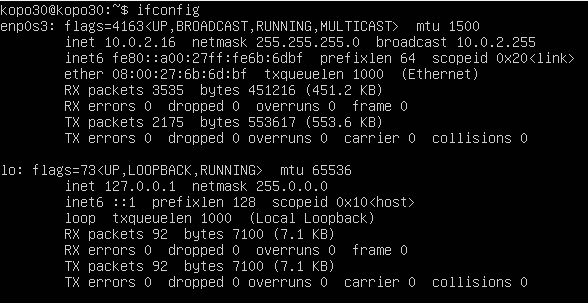 kopo30@kopo30:~$ ifconfig
enp0s3: flags=4163<UP,BROADCAST,RUNNING,MULTICAST>  mtu 1500
        inet 10.0.2.16  netmask 255.255.255.0  broadcast 10.0.2.255
        inet6 fe80::a00:27ff:fe6b:6dbf  prefixlen 64  scopeid 0x20<link>
        ether 08:00:27:6b:6d:bf  txqueuelen 1000  (Ethernet)
        RX packets 3535  bytes 451216 (451.2 KB)
        RX errors 0  dropped 0  overruns 0  frame 0
        TX packets 2175  bytes 553617 (553.6 KB)
        TX errors 0  dropped 0 overruns 0  carrier 0  collisions 0

lo: flags=73<UP,LOOPBACK,RUNNING>  mtu 65536
        inet 127.0.0.1  netmask 255.0.0.0
        inet6 ::1  prefixlen 128  scopeid 0x10<host>
        loop  txqueuelen 1000  (Local Loopback)
        RX packets 92  bytes 7100 (7.1 KB)
        RX errors 0  dropped 0  overruns 0  frame 0
        TX packets 92  bytes 7100 (7.1 KB)
        TX errors 0  dropped 0 overruns 0  carrier 0  collisions 0